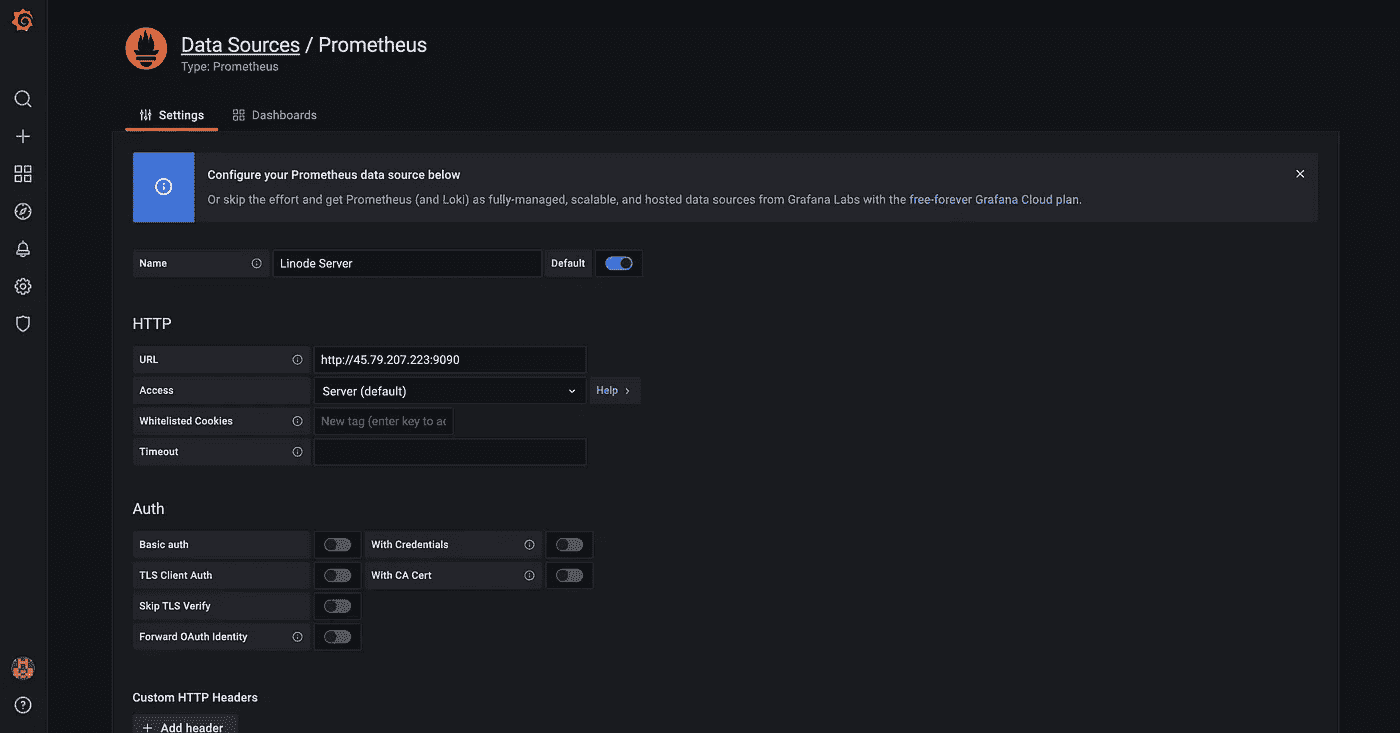 Data Sources / Prometheus
Type: Prometheus
Settings
Dashboards
Configure your Prometheus data source below
Or skip the effort and get Prometheus (and Loki) as fully-managed, scalable, and hosted data sources from Grafana Labs with the free-forever Grafana Cloud plan.
Name
Linode Server
Default
HTTP
URL
http://45.79.207.223:9090
Access
Server (default)
Help
Whitelisted Cookies
New tag (enter key to ac
Timeout
Auth
Basic auth
With Credentials
TLS Client Auth
With CA Cert
Skip TLS Verify
Forward OAuth Identity
Custom HTTP Headers
+ Add header